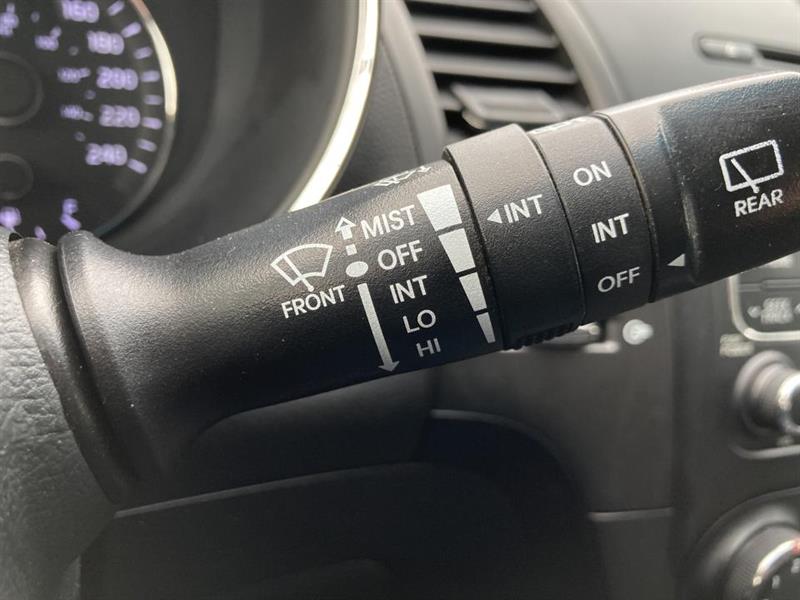 160
180
200
220
240
MIST
OFF
INT
LO
HI
FRONT
INT
ON
INT
OFF
REAR